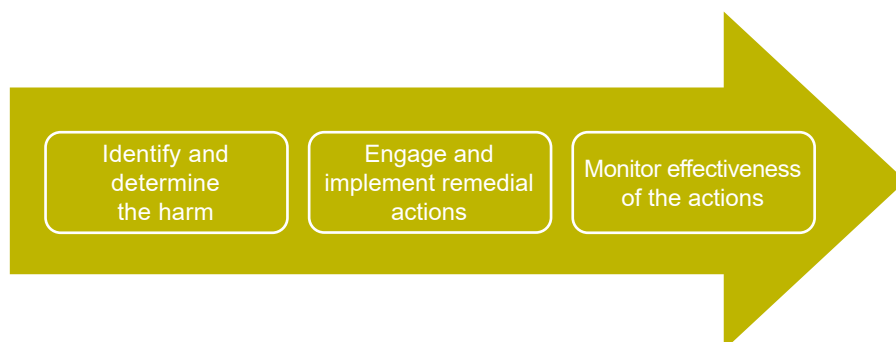 Identify and
determine
the harm
Engage and
implement remedial
actions
Monitor effectiveness
of the actions